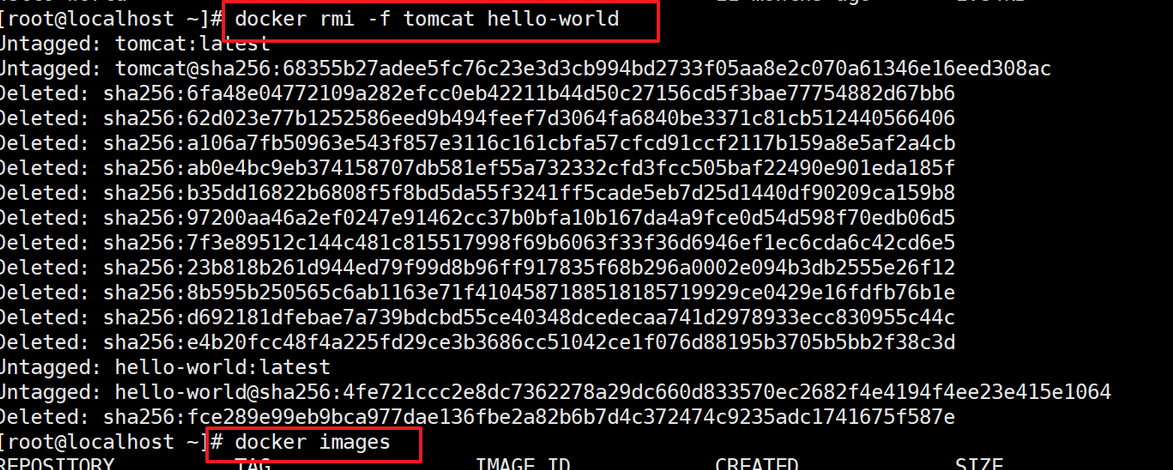 [root@localhost ~]# docker rmi -f tomcat hello-world
Untagged: tomcat:latest
Untagged: tomcat@sha256:68355b27adee5fc76c23e3d3cb994bd2733f05aa8e2c070a61346e16eed308ac
Deleted: sha256:6fa48e04772109a282efcc0eb42211b44d50c27156cd5f3bae77754882d67bb6
Deleted: sha256:62d023e77b1252586eed9b494feef7d3064fa6840be3371c81cb512440566406
Deleted: sha256:a106a7fb50963e543f857e3116c161cbfa57cfcd91ccf2117b159a8e5af2a4cb
Deleted: sha256:ab0e4bc9eb374158707db581ef55a732332cfd3fcc505baf22490e901eda185f
Deleted: sha256:b35dd16822b6808f5f8bd5da55f3241ff5cade5eb7d25d1440df90209ca159b8
Deleted: sha256:97200aa46a2ef0247e91462cc37b0bfa10b167da4a9fce0d54d598f70edb06d5
Deleted: sha256:7f3e89512c144c481c815517998f69b6063f33f36d6946ef1ec6cda6c42cd6e5
Deleted: sha256:23b818b261d944ed79f99d8b96ff917835f68b296a0002e094b3db2555e26f12
Deleted: sha256:8b595b250565c6ab1163e71f4104587188518185719929ce0429e16fdfb76b1e
Deleted: sha256:d692181dfebae7a739bdcbd55ce40348dcedecaa741d2978933ecc830955c44c
Deleted: sha256:e4b20fcc48f4a225fd29ce3b3686cc51042ce1f076d88195b3705b5bb2f38c3d
Untagged: hello-world:latest
Untagged: hello-world@sha256:4fe721ccc2e8dc7362278a29dc660d833570ec2682f4e4194f4ee23e415e1064
Deleted: sha256:fce289e99eb9bca977dae136fbe2a82b6b7d4c372474c9235adc1741675f587e
[root@localhost ~]# docker images
REPOSITORY TAG IMAGE ID CREATED SIZE